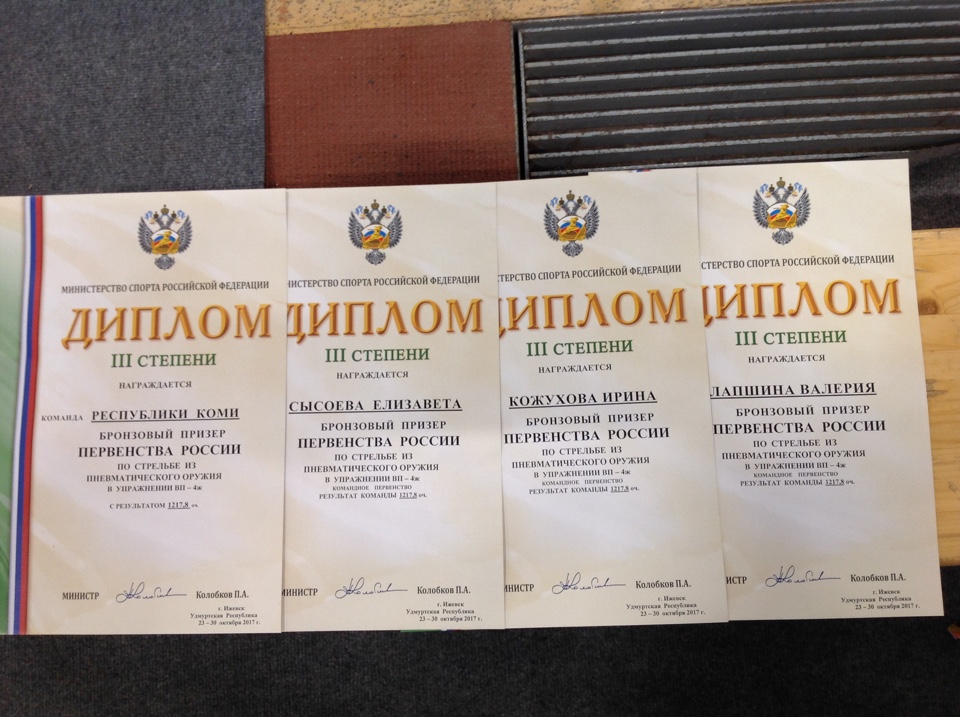 МИНИСТЕРСТВО СПОРТА РОССИЙСКОЙ ФЕДЕРАЦИИ
ДИПЛОМ
III СТЕПЕНИ
НАГРАЖДАЕТСЯ
КОМАНДА РЕСПУБЛИКИ КОМИ
БРОНЗОВЫЙ ПРИЗЕР
ПЕРВЕНСТВА РОССИИ
ПО СТРЕЛЬБЕ ИЗ
ПНЕВМАТИЧЕСКОГО ОРУЖИЯ
В УПРАЖНЕНИИ ВП – 4ж
С РЕЗУЛЬТАТОМ 1217,8 оч.
МИНИСТР Колобков П.А.
г. Ижевск
Удмуртская Республика
23 – 30 октября 2017 г.
НИСТЕРСТВО СПОРТА РОССИЙСКОЙ ФЕДЕРАЦИИ
ДИПЛОМ
III СТЕПЕНИ
НАГРАЖДАЕТСЯ
СЫСОЕВА ЕЛИЗАВЕТА
БРОНЗОВЫЙ ПРИЗЕР
ПЕРВЕНСТВА РОССИИ
ПО СТРЕЛЬБЕ ИЗ
ПНЕВМАТИЧЕСКОГО ОРУЖИЯ
В УПРАЖНЕНИИ ВП – 4ж
КОМАНДНОЕ ПЕРВЕНСТВО
РЕЗУЛЬТАТ КОМАНДЫ 1217,8 оч.
МИНИСТР Колобков П.А.
г. Ижевск
Удмуртская Республика
23 – 30 октября 2017 г.
СТЕРСТВО СПОРТА РОССИЙСКОЙ ФЕДЕРАЦИИ
ДИПЛОМ
III СТЕПЕНИ
НАГРАЖДАЕТСЯ
КОЖУХОВА ИРИНА
БРОНЗОВЫЙ ПРИЗЕР
ПЕРВЕНСТВА РОССИИ
ПО СТРЕЛЬБЕ ИЗ
ПНЕВМАТИЧЕСКОГО ОРУЖИЯ
В УПРАЖНЕНИИ ВП – 4ж
КОМАНДНОЕ ПЕРВЕНСТВО
РЕЗУЛЬТАТ КОМАНДЫ 1217,8 оч.
ИНИСТР Колобков П.А.
г. Ижевск
Удмуртская Республика
23 – 30 октября 2017 г.
СТЕРСТВО СПОРТА РОССИЙСКОЙ ФЕДЕРАЦИИ
ДИПЛОМ
III СТЕПЕНИ
НАГРАЖДАЕТСЯ
ЛАПШИНА ВАЛЕРИЯ
БРОНЗОВЫЙ ПРИЗЕР
ПЕРВЕНСТВА РОССИИ
ПО СТРЕЛЬБЕ ИЗ
ПНЕВМАТИЧЕСКОГО ОРУЖИЯ
В УПРАЖНЕНИИ ВП – 4ж
КОМАНДНОЕ ПЕРВЕНСТВО
РЕЗУЛЬТАТ КОМАНДЫ 1217,8 оч.
ИСТР Колобков П.А.
г. Ижевск
Удмуртская Республика
23 – 30 октября 2017 г.